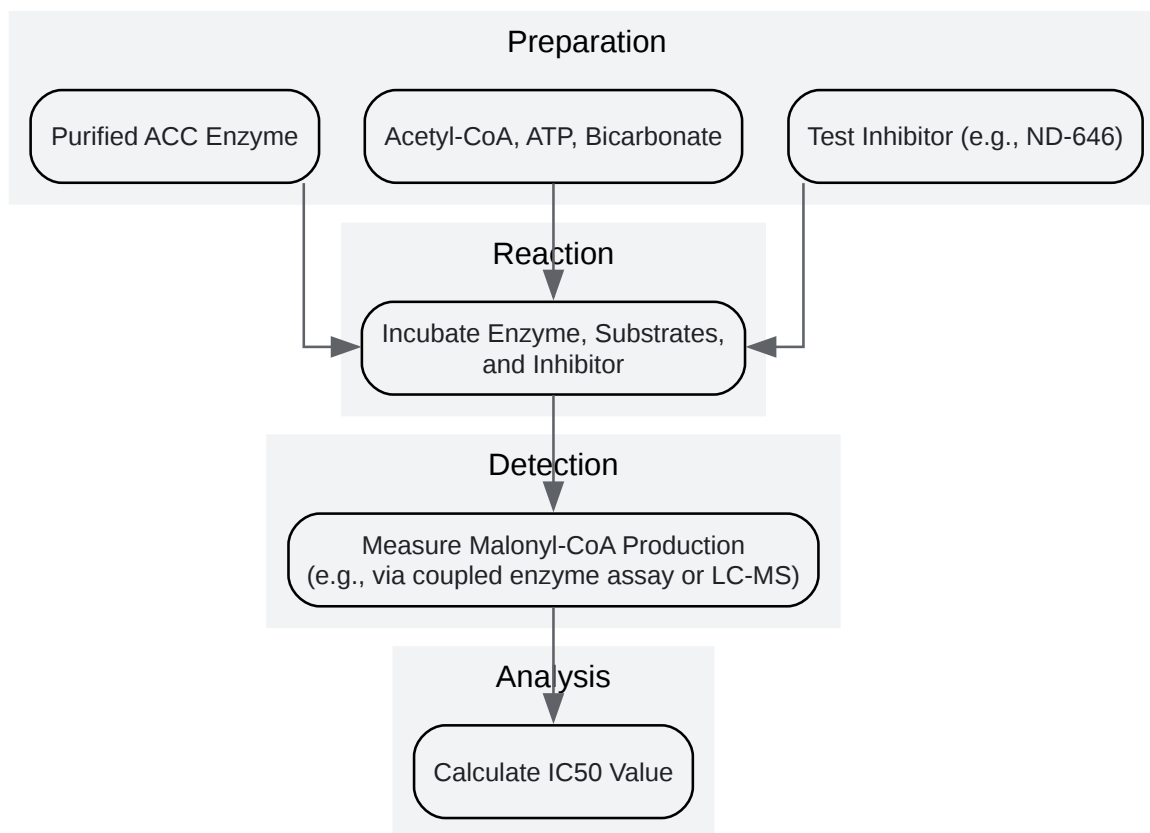 Preparation
Purified ACC Enzyme
Acetyl-CoA, ATP, Bicarbonate
Test Inhibitor (e.g., ND-646)
Reaction
Incubate Enzyme, Substrates,
and Inhibitor
Detection
Measure Malonyl-CoA Production
(e.g., via coupled enzyme assay or LC-MS)
Analysis
Calculate IC50 Value